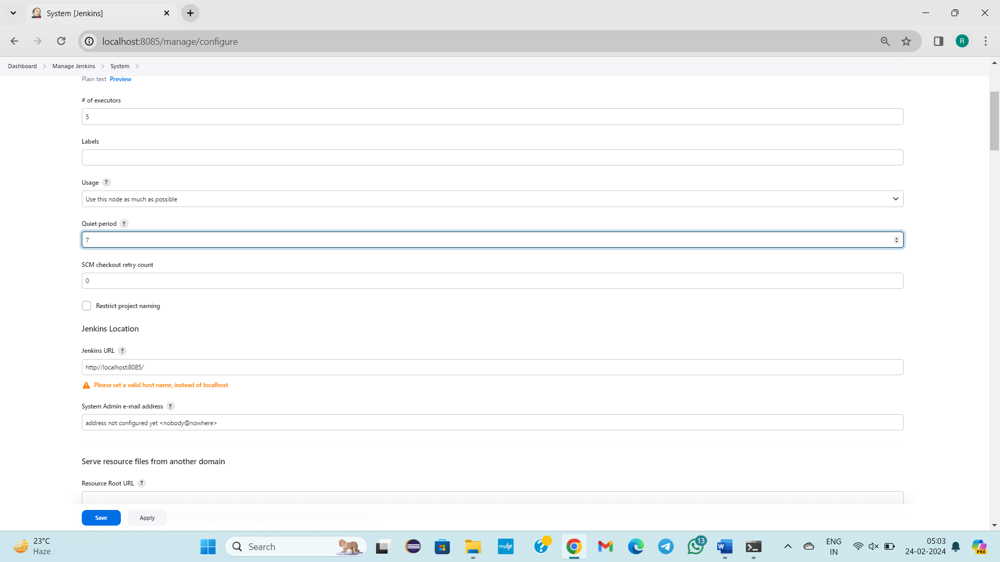 System [Jenkins]
localhost:8085/manage/configure
R
Dashboard > Manage Jenkins > System >
Plain text Preview
# of executors
5
Labels
Usage ?
Use this node as much as possible
Quiet period ?
7
SCM checkout retry count
0
Restrict project naming
Jenkins Location
Jenkins URL ?
http://localhost:8085/
Please set a valid host name, instead of localhost
System Admin e-mail address ?
address not configured yet <nobody@nowhere>
Serve resource files from another domain
Resource Root URL ?
Save Apply
23°C
Haze
Search
myhp
13
W
ENG
IN
05:03
24-02-2024
PRE